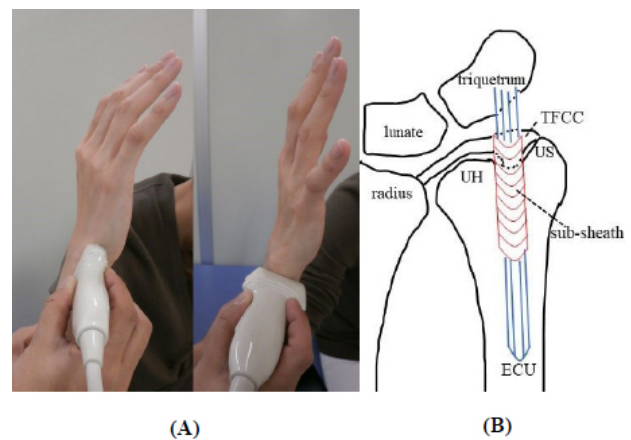 triquetrum
TFCC
lunate
US
UH
radius
sub-sheath
ECU
(A)
(B)